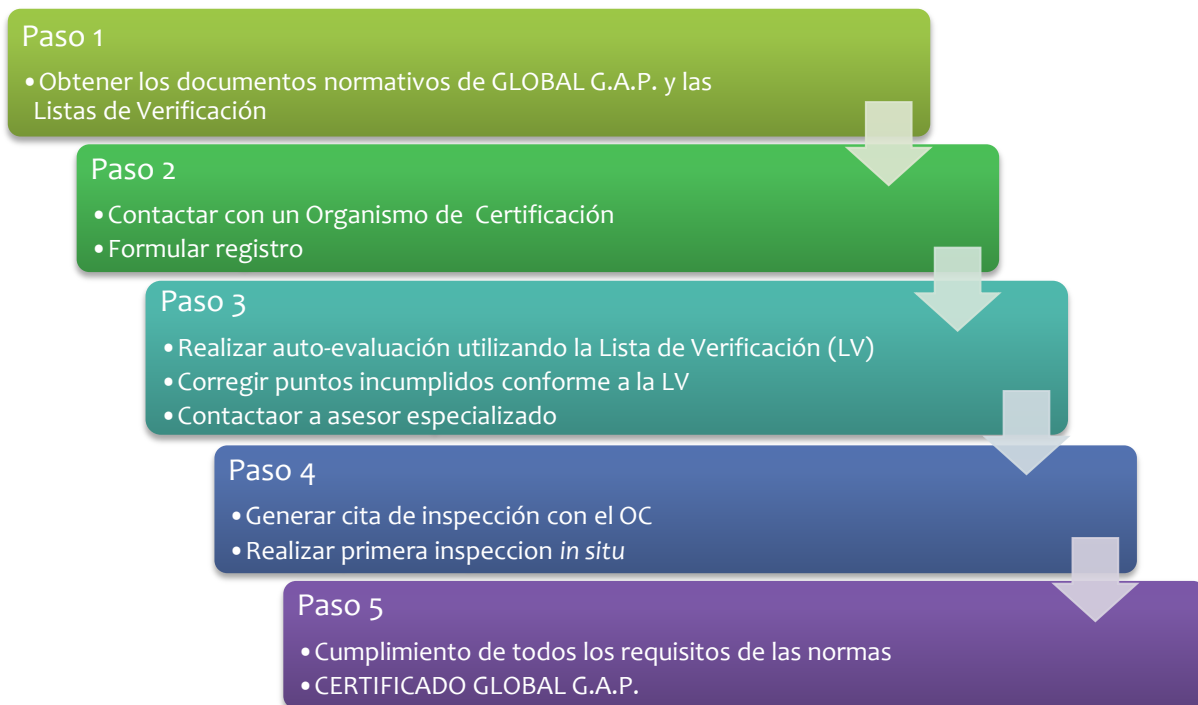 Paso 1
•Obtener los documentos normativos de GLOBAL G.A.P. y las
Listas de Verificación
Paso 2
•Contactar con un Organismo de Certificación
•Formular registro
Paso 3
•Realizar auto-evaluación utilizando la Lista de Verificación (LV)
•Corregir puntos incumplidos conforme a la LV
•Contactaor a asesor especializado
Paso 4
•Generar cita de inspección con el OC
•Realizar primera inspeccion in situ
Paso 5
•Cumplimiento de todos los requisitos de las normas
•CERTIFICADO GLOBAL G.A.P.